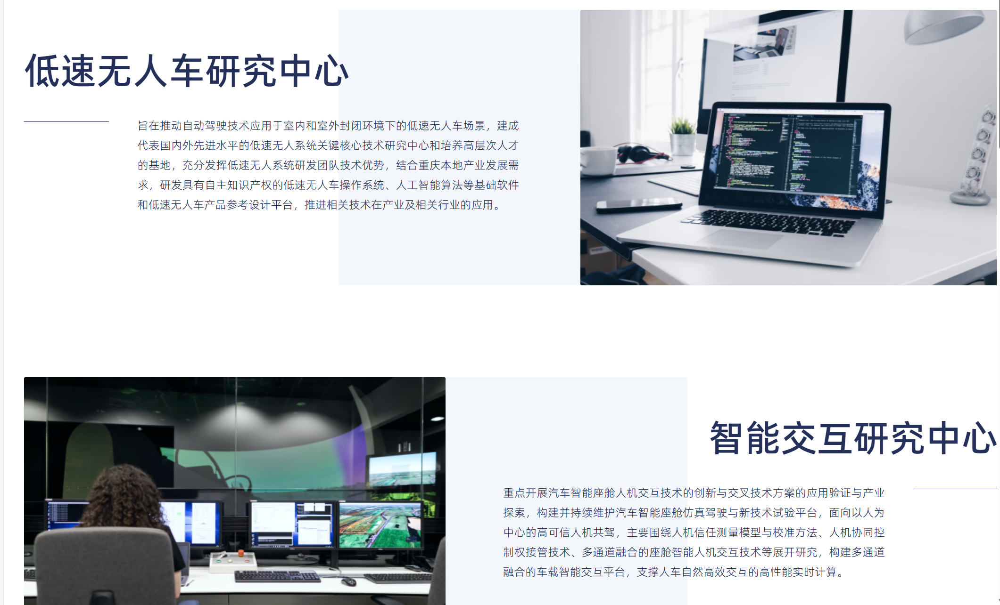 低速无人车研究中心
旨在推动自动驾驶技术应用于室内和室外封闭环境下的低速无人车场景，建成
代表国内外先进水平的低速无人系统关键核心技术研究中心和培养高层次人才
的基地，充分发挥低速无人系统研发团队技术优势，结合重庆本地产业发展需
求，研发具有自主知识产权的低速无人车操作系统、人工智能算法等基础软件
和低速无人车产品参考设计平台，推进相关技术在产业及相关行业的应用。
智能交互研究中心
重点开展汽车智能座舱人机交互技术的创新与交叉技术方案的应用验证与产业
探索，构建并持续维护汽车智能座舱仿真驾驶与新技术试验平台，面向以人为
中心的高可信人机共驾，主要围绕人机信任测量模型与校准方法、人机协同控
制权接管技术、多通道融合的座舱智能人机交互技术等展开研究，构建多通道
融合的车载智能交互平台，支撑人车自然高效交互的高性能实时计算。